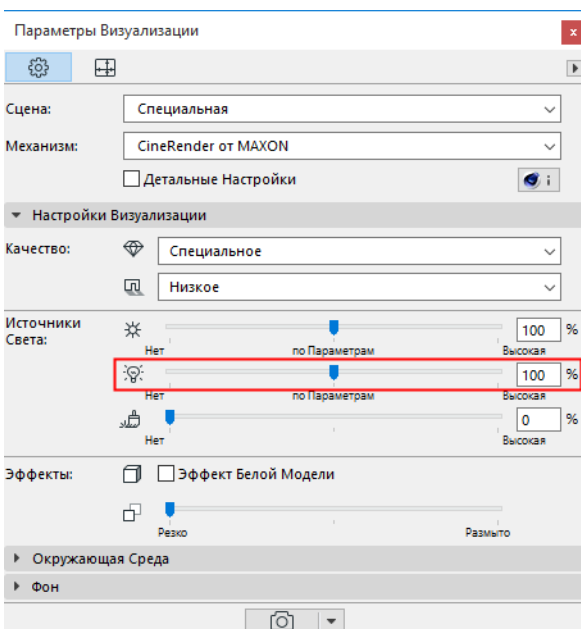 Параметры Визуализации
x
Сцена: Специальная
Механизм: CineRender от MAXON
Детальные Настройки
i
Настройки Визуализации
Качество: Специальное
Низкое
Источники
Света:
100 %
Нет по Параметрам Высокая
100 %
Нет по Параметрам Высокая
0 %
Нет Высокая
Эффекты: Эффект Белой Модели
Резко Размыто
Окружающая Среда
Фон